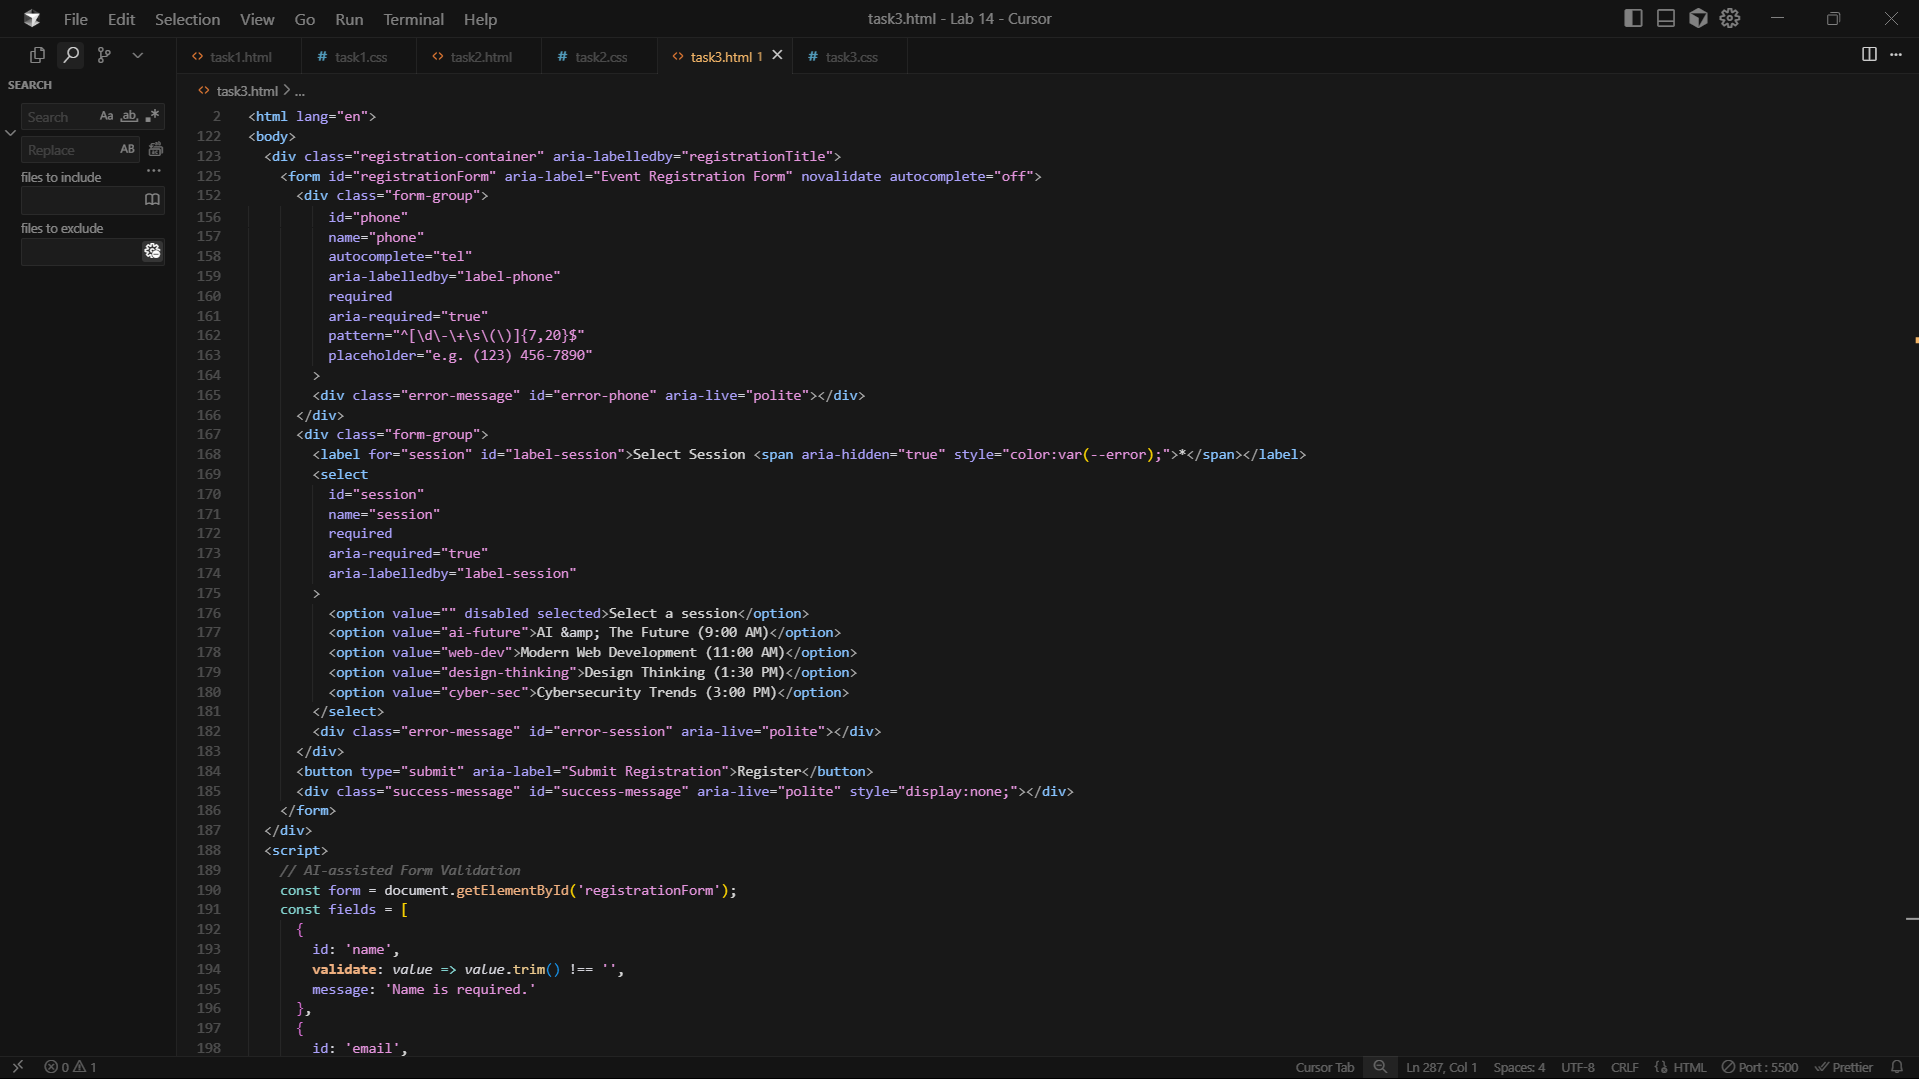 File Edit Selection View Go Run Terminal Help
task3.html - Lab 14 - Cursor
<> task1.html
# task1.css
<> task2.html
# task2.css
<> task3.html 1
# task3.css
SEARCH
Search Aa ab .*
Replace AB
...
files to include
files to exclude
<> task3.html > ...
2 <html lang="en">
122 <body>
123 <div class="registration-container" aria-labelledby="registrationTitle">
125 <form id="registrationForm" aria-label="Event Registration Form" novalidate autocomplete="off">
152 <div class="form-group">
156 id="phone"
157 name="phone"
158 autocomplete="tel"
159 aria-labelledby="label-phone"
160 required
161 aria-required="true"
162 pattern="^[\d\-\+\s\(\)]{7,20}$"
163 placeholder="e.g. (123) 456-7890"
164 >
165 <div class="error-message" id="error-phone" aria-live="polite"></div>
166 </div>
167 <div class="form-group">
168 <label for="session" id="label-session">Select Session <span aria-hidden="true" style="color:var(--error);">*</span></label>
169 <select
170 id="session"
171 name="session"
172 required
173 aria-required="true"
174 aria-labelledby="label-session"
175 >
176 <option value="" disabled selected>Select a session</option>
177 <option value="ai-future">AI &amp; The Future (9:00 AM)</option>
178 <option value="web-dev">Modern Web Development (11:00 AM)</option>
179 <option value="design-thinking">Design Thinking (1:30 PM)</option>
180 <option value="cyber-sec">Cybersecurity Trends (3:00 PM)</option>
181 </select>
182 <div class="error-message" id="error-session" aria-live="polite"></div>
183 </div>
184 <button type="submit" aria-label="Submit Registration">Register</button>
185 <div class="success-message" id="success-message" aria-live="polite" style="display:none;"></div>
186 </form>
187 </div>
188 <script>
189 // AI-assisted Form Validation
190 const form = document.getElementById('registrationForm');
191 const fields = [
192 {
193 id: 'name',
194 validate: value => value.trim() !== '',
195 message: 'Name is required.'
196 },
197 {
198 id: 'email',
0 1
Cursor Tab
Ln 287, Col 1
Spaces: 4
UTF-8
CRLF
{} HTML
Port : 5500
Prettier